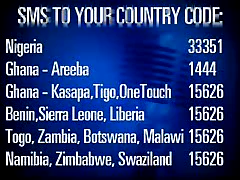 SMS TO YOUR COUNTRY CODE:
Nigeria 33351
Ghana - Areeba 1444
Ghana - Kasapa,Tigo,OneTouch 15626
Benin,Sierra Leone, Liberia 15626
Togo, Zambia, Botswana, Malawi 15626
Namibia, Zimbabwe, Swaziland 15626